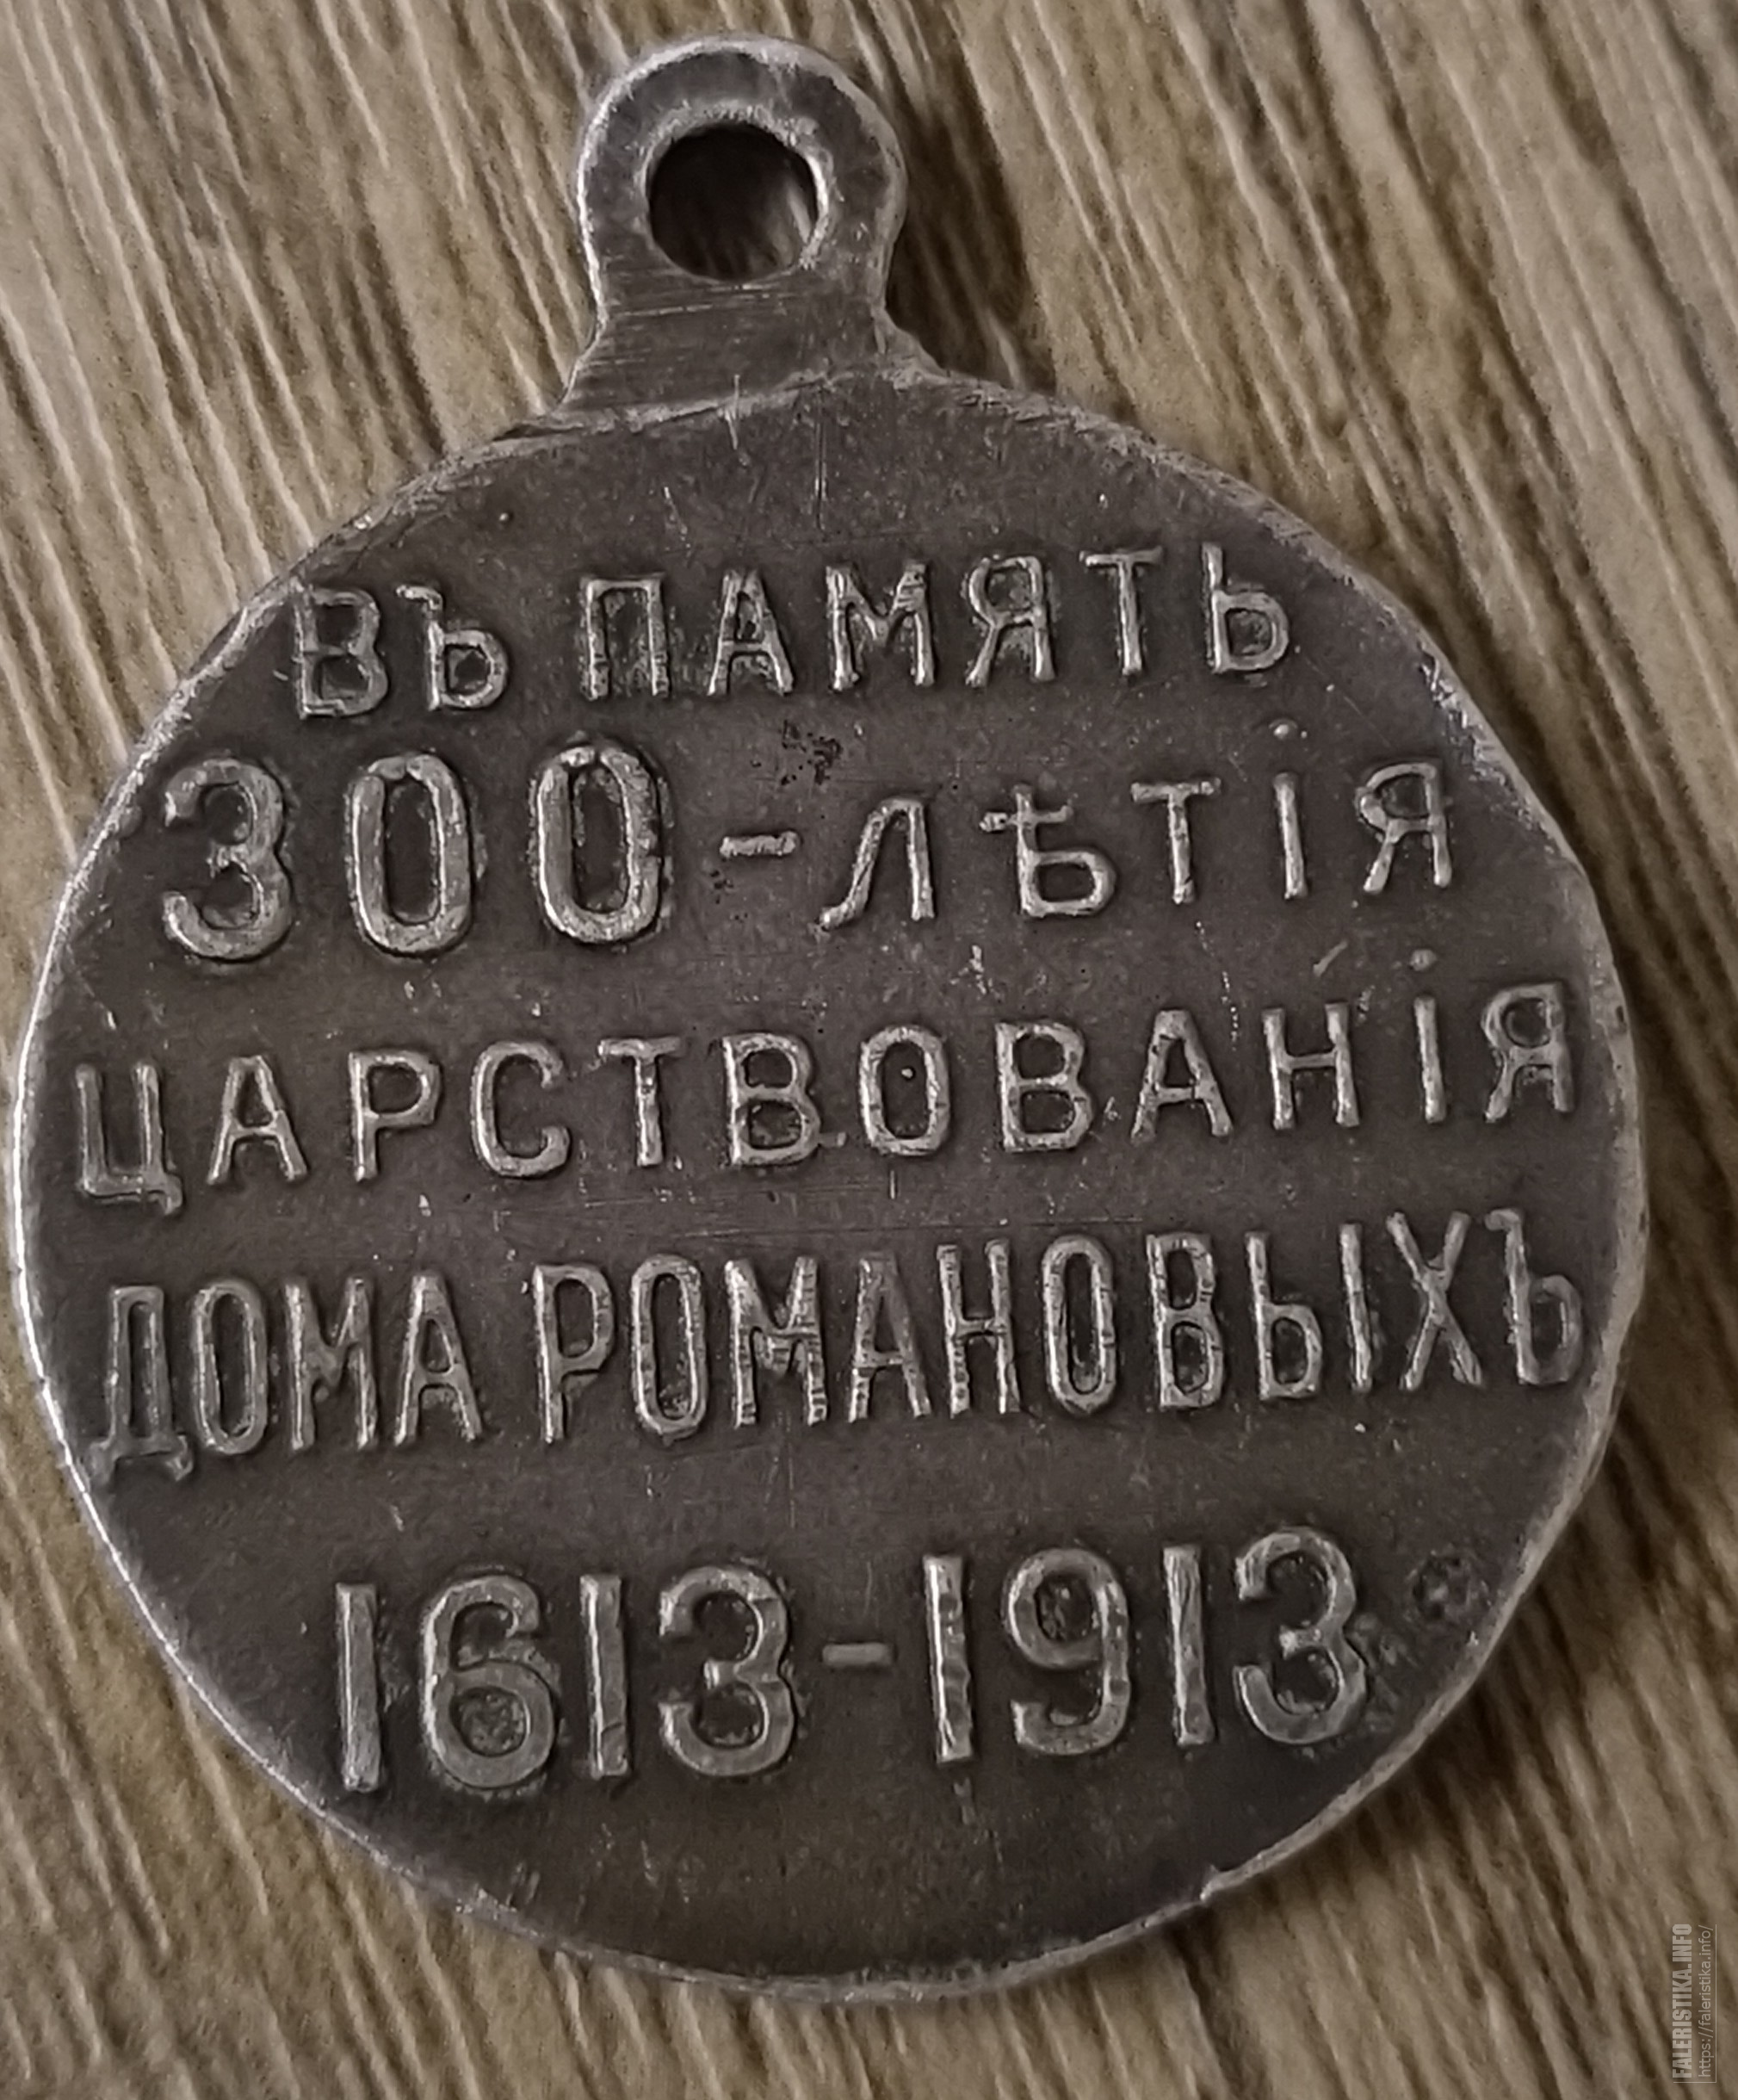 ВЪ ПАМЯТЬ
300-ЛѢТІЯ
ЦАРСТВОВАНІЯ
ДОМА РОМАНОВЫХЪ
1613-1913
FALERISTIKA.INFO
https://faleristika.info/